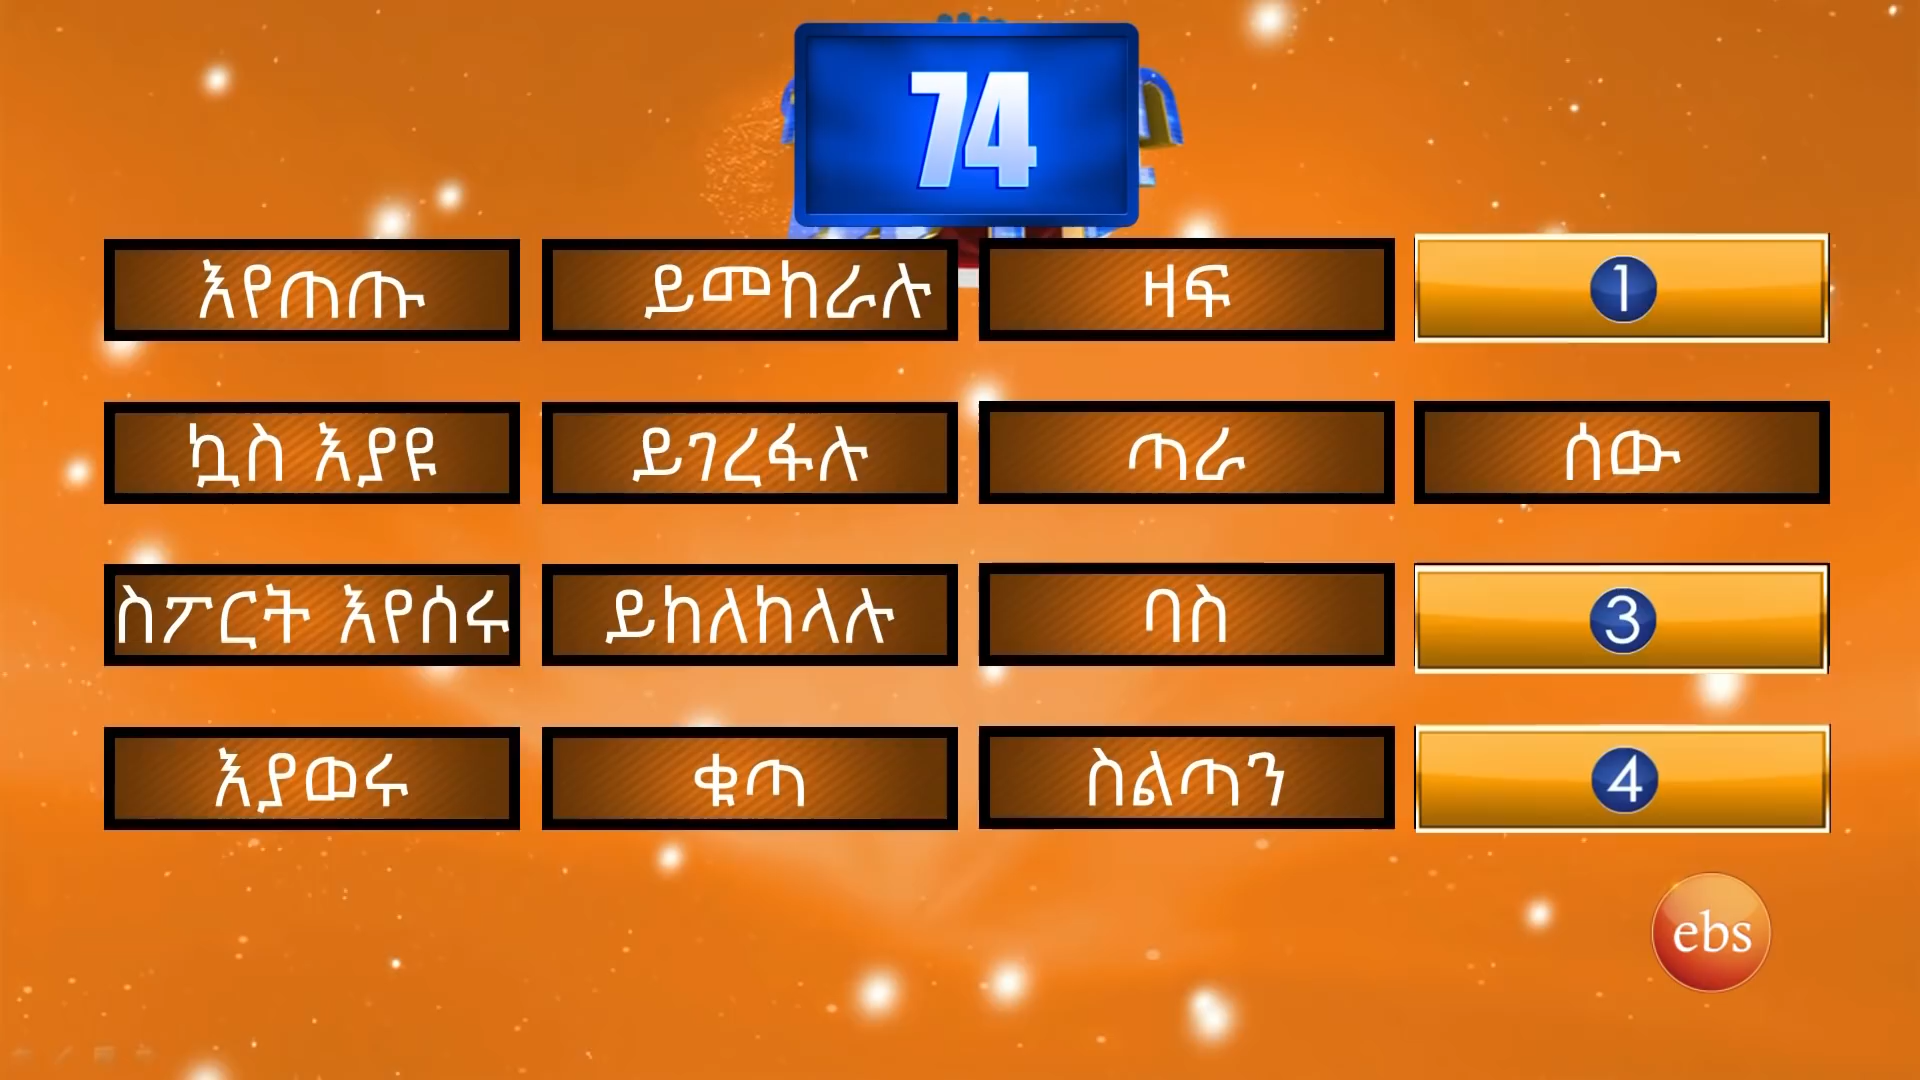 74
እየጠጡ
ይመከራሉ
ዛፍ
1
ኳስ እያዩ
ይገረፋሉ
ጣራ
ሰው
ስፖርት እየሰሩ
ይከለከላሉ
ባስ
3
እያወሩ
ቁጣ
ስልጣን
4
ebs